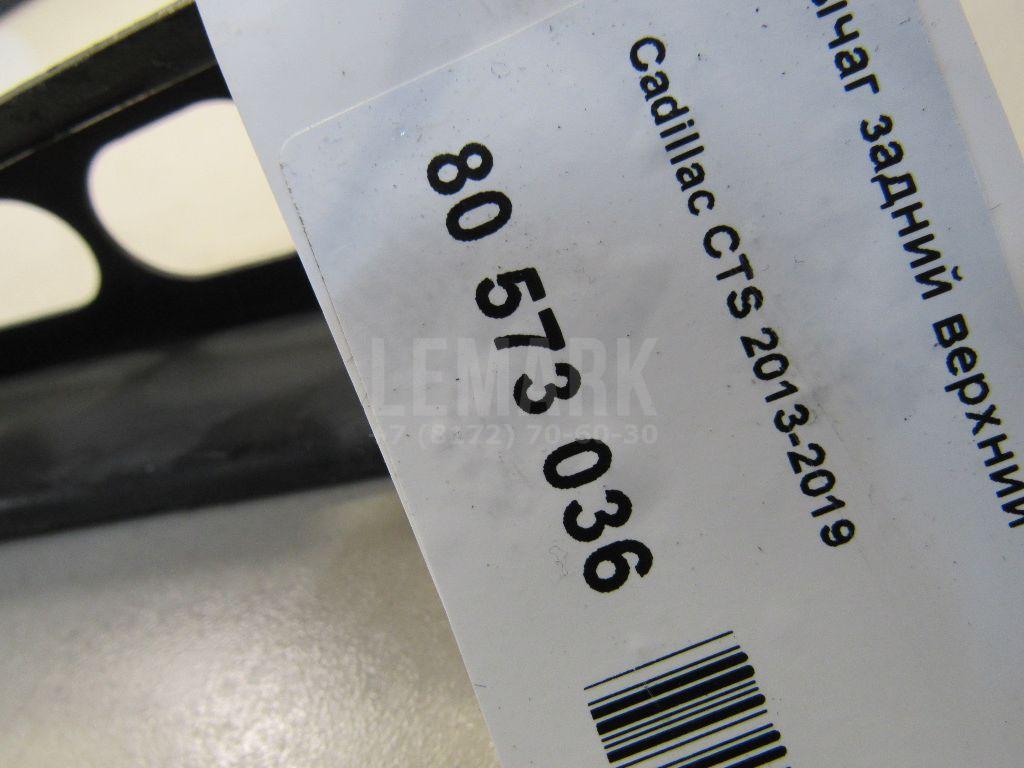 ычаг задний верхний
Cadillac CTS 2013-2019
80 573 036
LEMARK
+7 (8172) 70-60-30